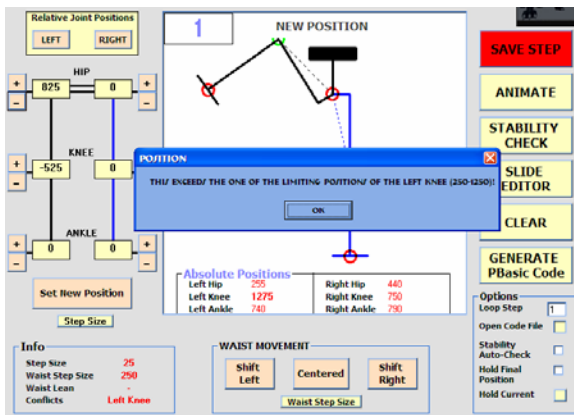 Relative Joint Positions
LEFT
RIGHT
HIP
+
825
0
+
-
-
KNEE
+
-525
0
+
-
-
ANKLE
+
0
0
+
-
-
Set New Position
Step Size
1
NEW POSITION
POSITION
THIS EXCEEDS THE ONE OF THE LIMITING POSITIONS OF THE LEFT KNEE (250-1250)!
OK
Absolute Positions
Left Hip 255
Left Knee 1275
Left Ankle 740
Right Hip 440
Right Knee 750
Right Ankle 790
SAVE STEP
ANIMATE
STABILITY
CHECK
SLIDE
EDITOR
CLEAR
GENERATE
PBasic Code
Info
Step Size 25
Waist Step Size 250
Waist Lean -
Conflicts Left Knee
WAIST MOVEMENT
Shift
Left
Centered
Shift
Right
Waist Step Size
Options
Loop Step 1
Open Code File
Stability
Auto-Check
Hold Final
Position
Hold Current